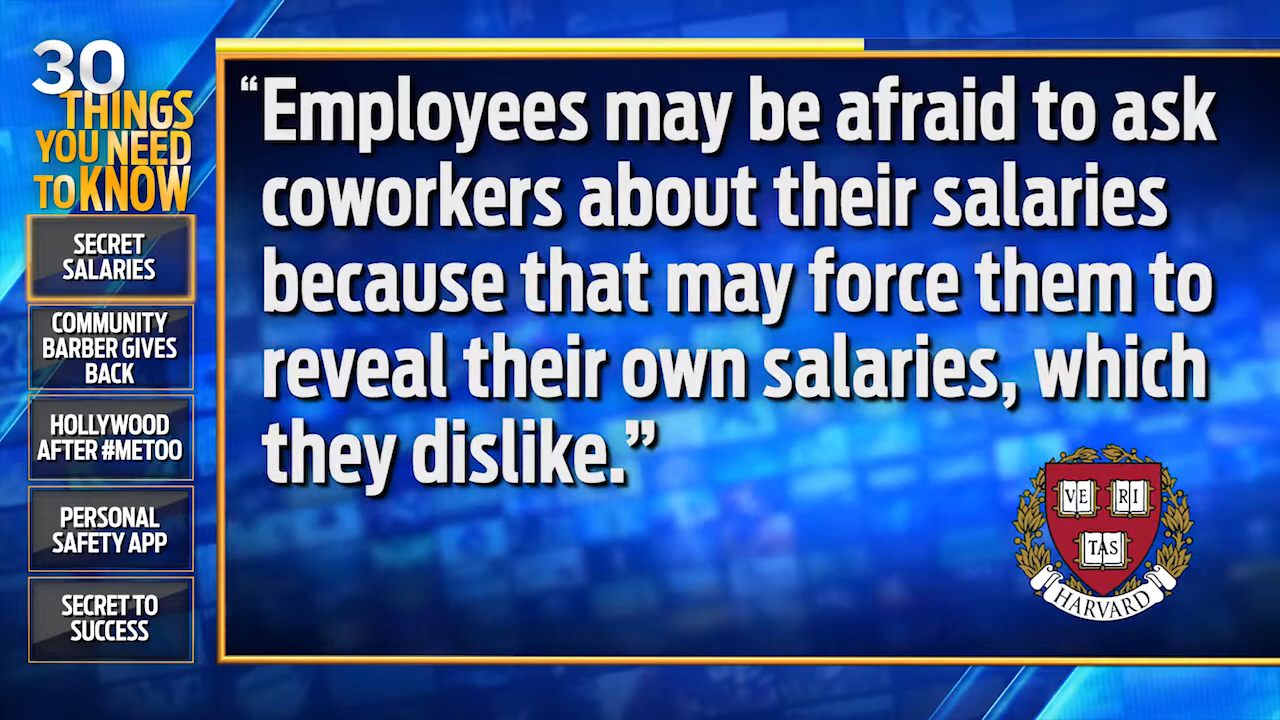 30
THINGS
YOU NEED
TO KNOW
SECRET
SALARIES
COMMUNITY
BARBER GIVES
BACK
HOLLYWOOD
AFTER #METOO
PERSONAL
SAFETY APP
SECRET TO
SUCCESS
“Employees may be afraid to ask
coworkers about their salaries
because that may force them to
reveal their own salaries, which
they dislike.”
VE RI
TAS
HARVARD